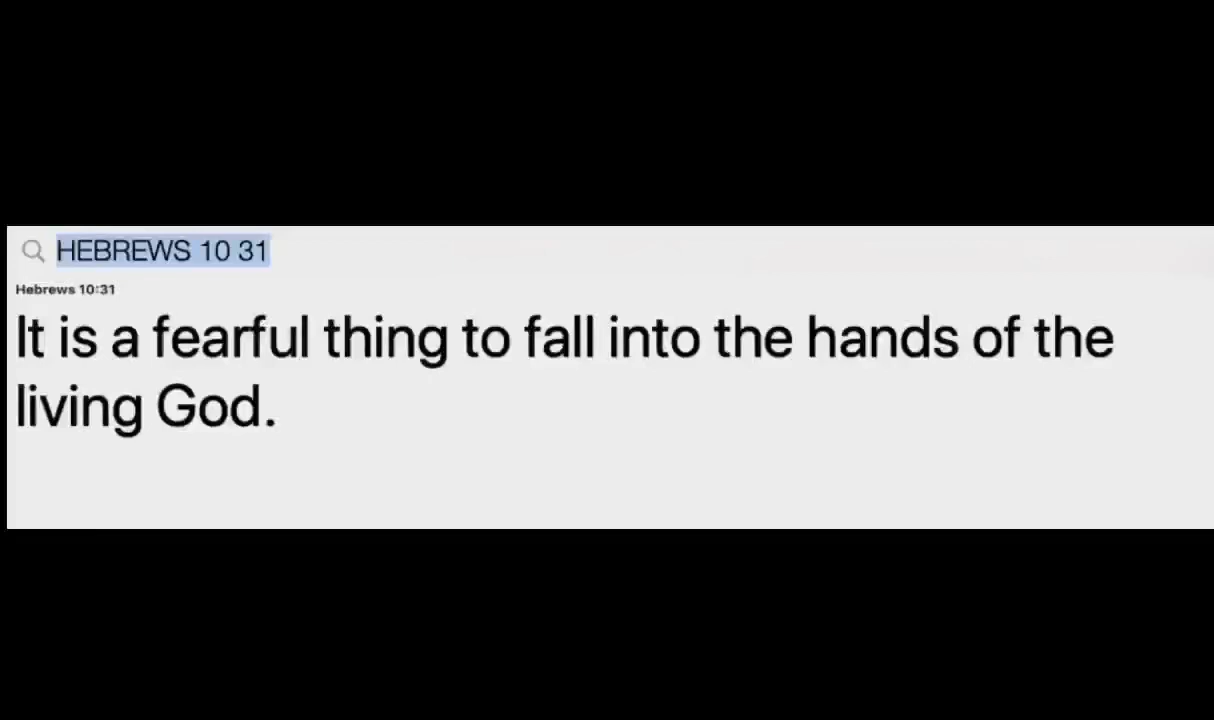 HEBREWS 10 31
Hebrews 10:31
It is a fearful thing to fall into the hands of the
living God.